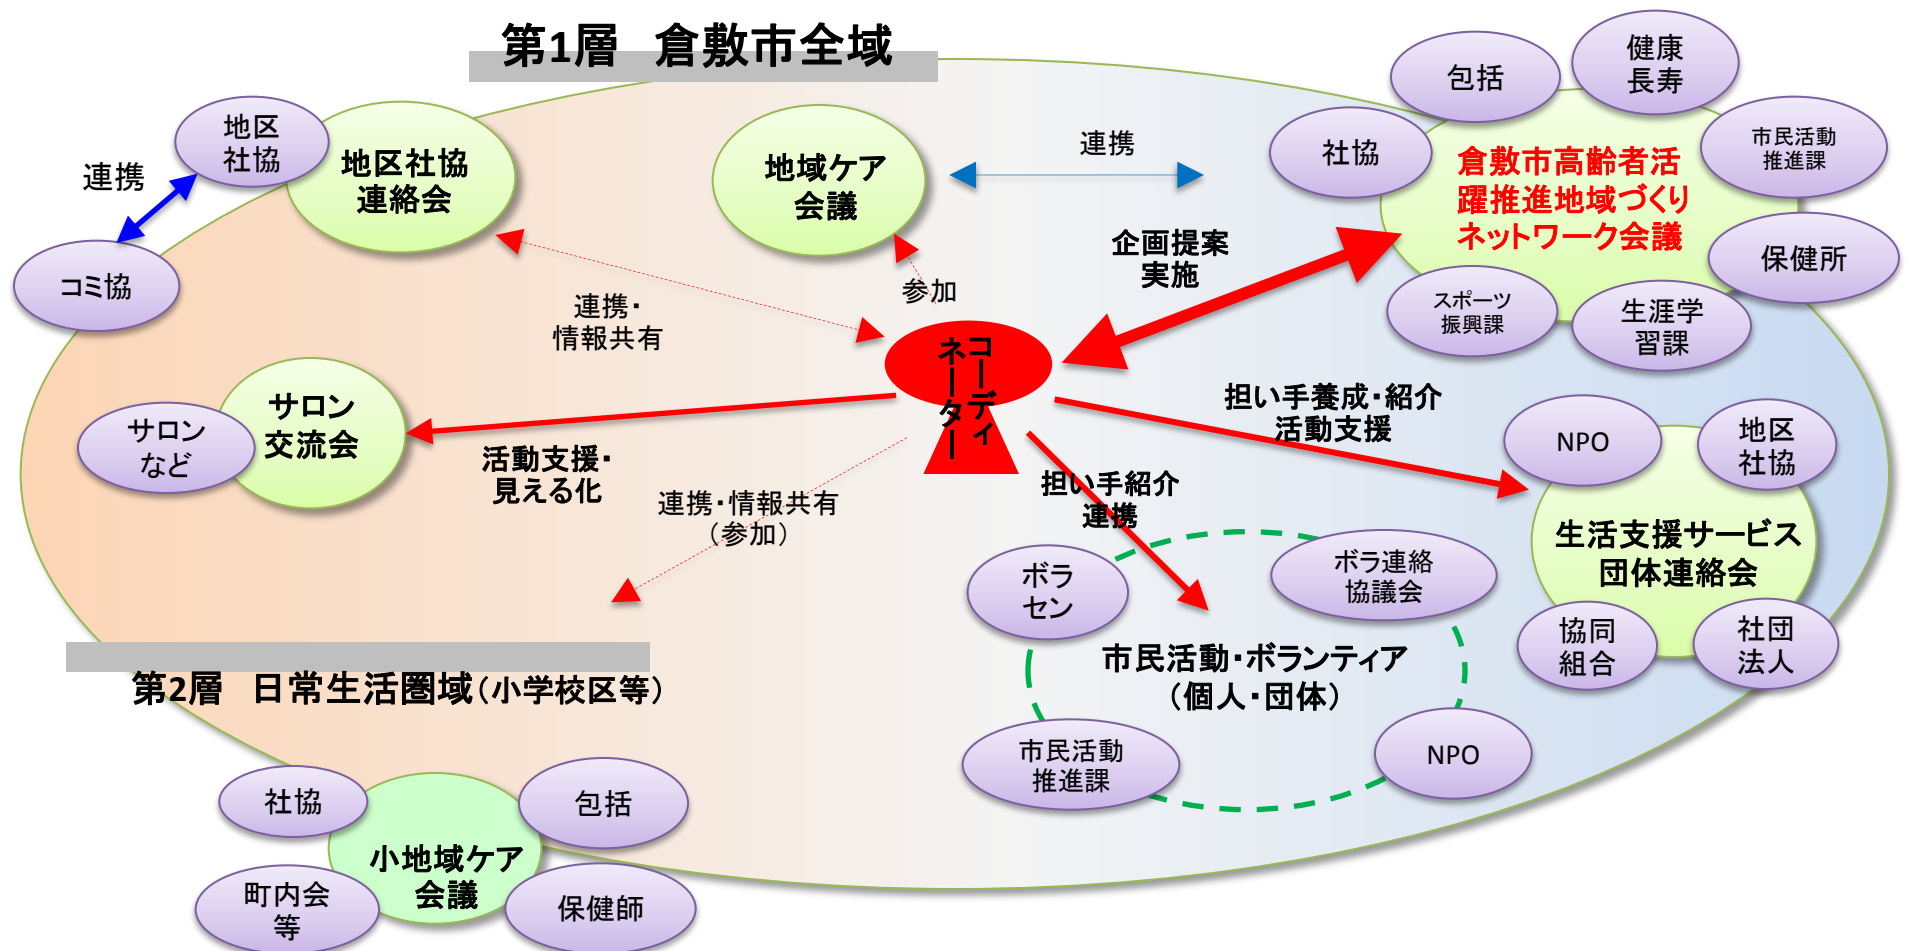 第1層　倉敷市全域
地区
社協
連携
コミ協
地区社協
連絡会
地域ケア
会議
連携
社協
包括
健康
長寿
市民活動
推進課
倉敷市高齢者活
躍推進地域づくり
ネットワーク会議
保健所
スポーツ
振興課
生涯学
習課
企画提案
実施
参加
連携・
情報共有
コーディ
ネーター
サロン
など
サロン
交流会
活動支援・
見える化
連携・情報共有
（参加）
担い手養成・紹介
活動支援
担い手紹介
連携
NPO
地区
社協
生活支援サービス
団体連絡会
協同
組合
社団
法人
ボラ
セン
ボラ連絡
協議会
市民活動・ボランティア
（個人・団体）
市民活動
推進課
NPO
第2層　日常生活圏域（小学校区等）
社協
包括
小地域ケア
会議
町内会
等
保健師